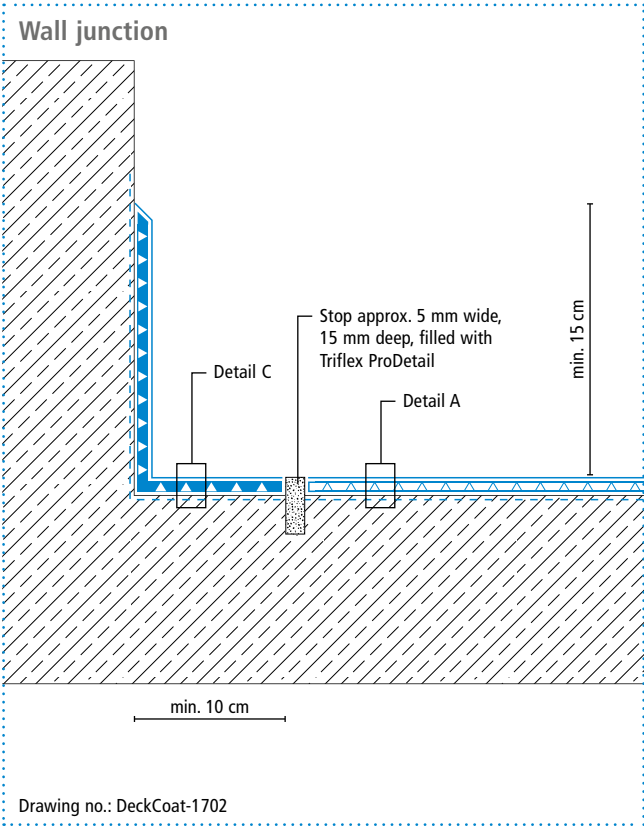 Wall junction
Stop approx. 5 mm wide,
15 mm deep, filled with
Triflex ProDetail
min. 15 cm
Detail C
Detail A
min. 10 cm
Drawing no.: DeckCoat-1702